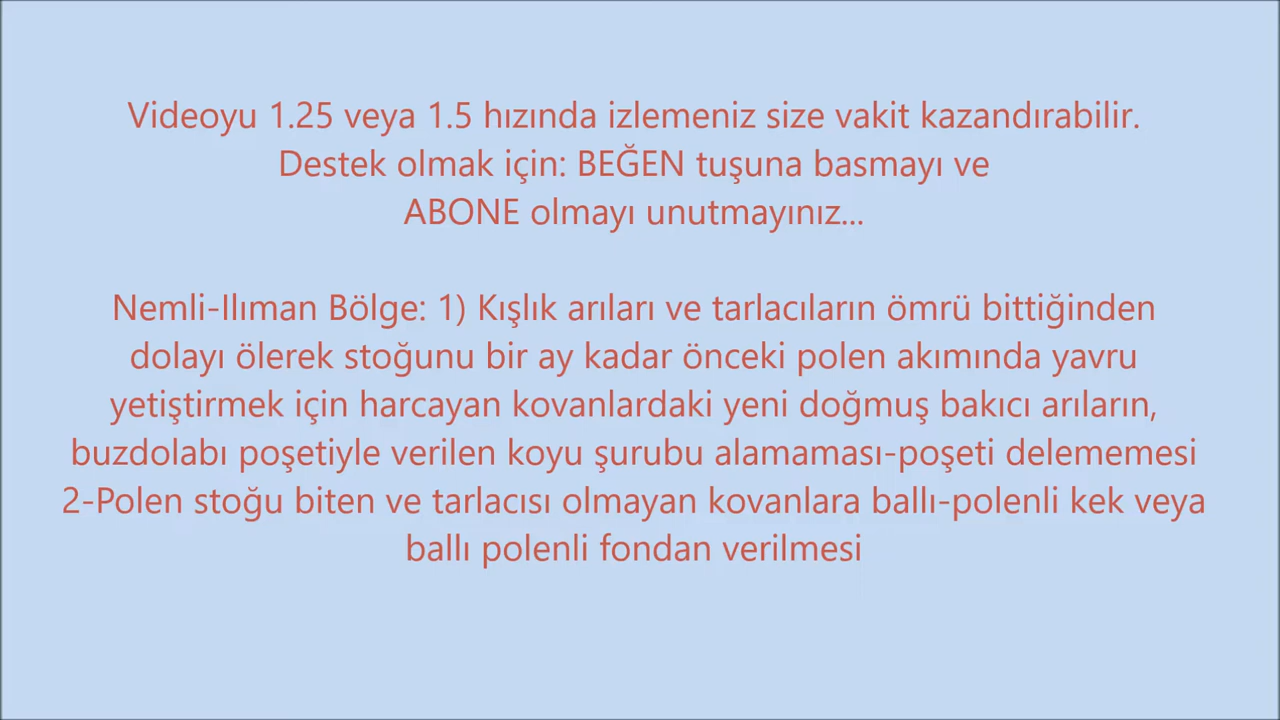 Videoyu 1.25 veya 1.5 hızında izlemeniz size vakit kazandırabilir.
Destek olmak için: BEĞEN tuşuna basmayı ve
ABONE olmayı unutmayınız...
Nemli-Ilıman Bölge: 1) Kışlık arıları ve tarlacıların ömrü bittiğinden
dolayı ölerek stoğunu bir ay kadar önceki polen akımında yavru
yetiştirmek için harcayan kovanlardaki yeni doğmuş bakıcı arıların,
buzdolabı poşetiyle verilen koyu şurubu alamaması-poşeti delememesi
2-Polen stoğu biten ve tarlacısı olmayan kovanlara ballı-polenli kek veya
ballı polenli fondan verilmesi